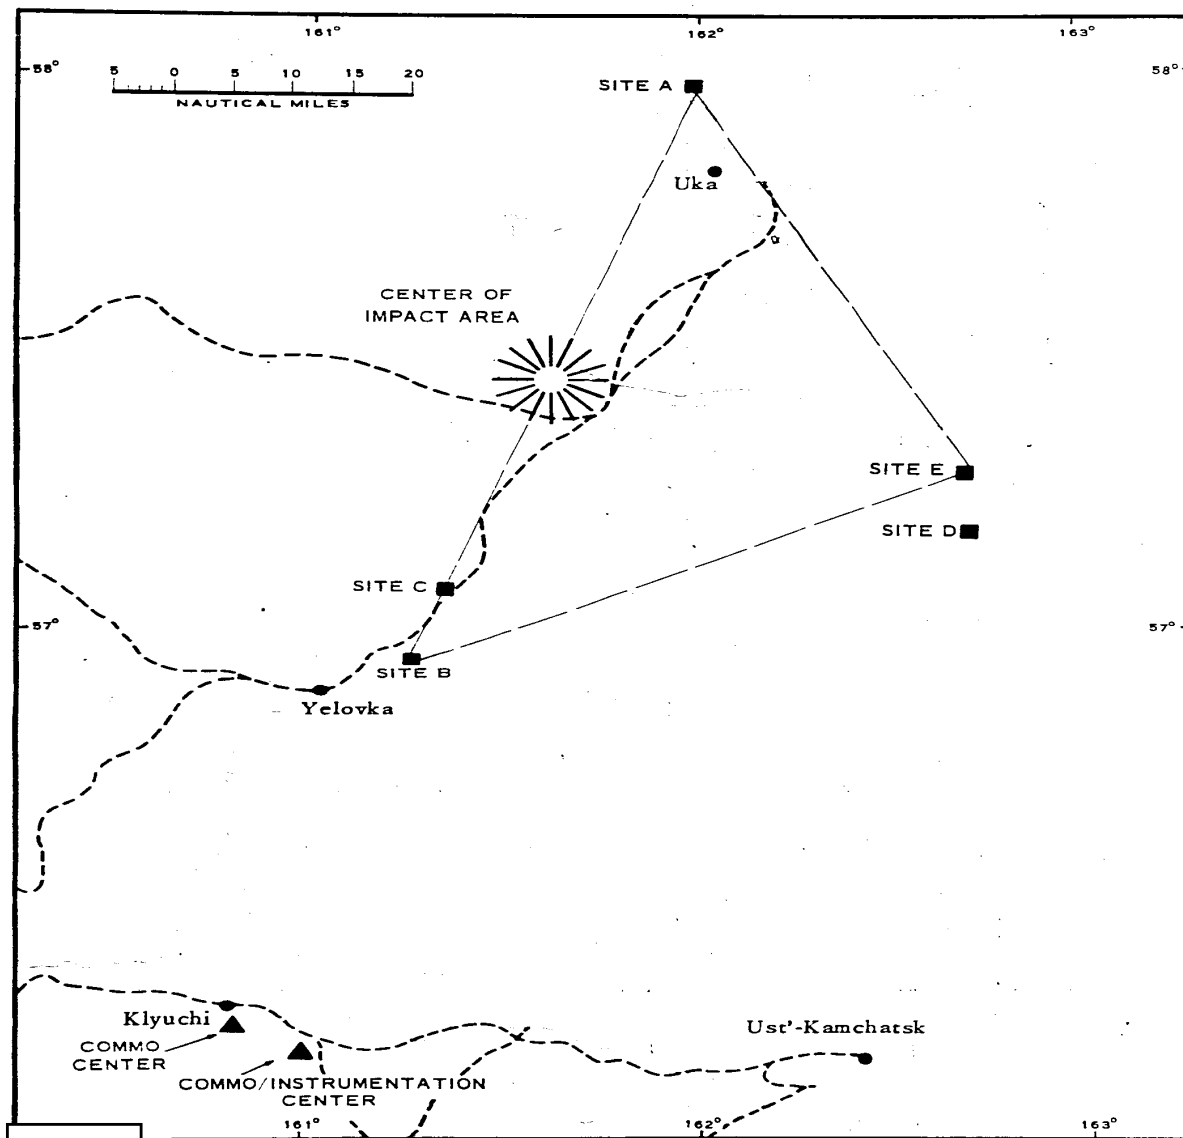 161°
162°
163°
58°
58°
5 0 5 10 15 20
NAUTICAL MILES
SITE A
Uka
CENTER OF
IMPACT AREA
SITE E
SITE D
SITE C
57°
57°
SITE B
Yelovka
Klyuchi
COMMO
CENTER
Ust'-Kamchatsk
COMMO/INSTRUMENTATION
CENTER
161°
162°
163°